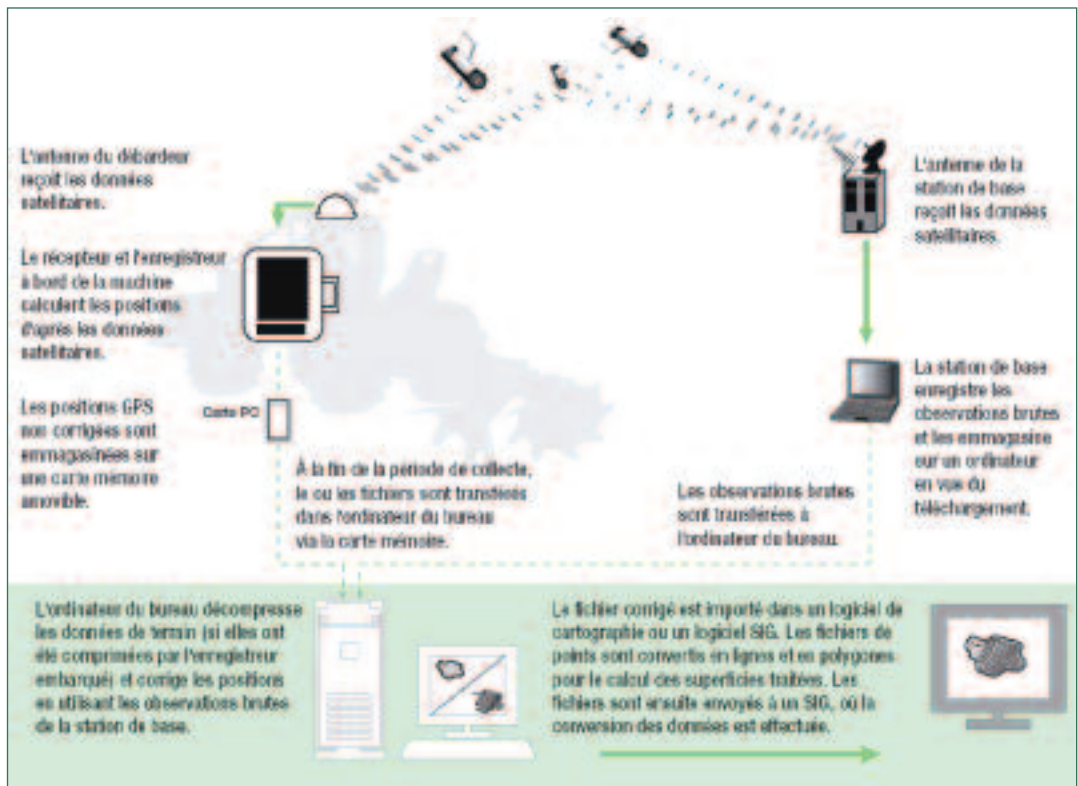 L'antenne du débardeur
reçoit les données
satellitaires.
Le récepteur et l'enregistreur
à bord de la machine
calculent les positions
d'après les données
satellitaires.
Les positions GPS
non corrigées sont
emmagasinées sur
une carte mémoire
amovible.
Carte PC
À la fin de la période de collecte,
le ou les fichiers sont transférés
dans l'ordinateur du bureau
via la carte mémoire.
L'antenne de la
station de base
reçoit les données
satellitaires.
La station de base
enregistre les
observations brutes
et les emmagasine
sur un ordinateur
en vue du
téléchargement.
Les observations brutes
sont transférées à
l'ordinateur du bureau.
L'ordinateur du bureau décompresse
les données de terrain (si elles ont
été comprimées par l'enregistreur
embarqué) et corrige les positions
en utilisant les observations brutes
de la station de base.
Le fichier corrigé est importé dans un logiciel de
cartographie ou un logiciel SIG. Les fichiers de
points sont convertis en lignes et en polygones
pour le calcul des superficies traitées. Les
fichiers sont ensuite envoyés à un SIG, où la
conversion des données est effectuée.